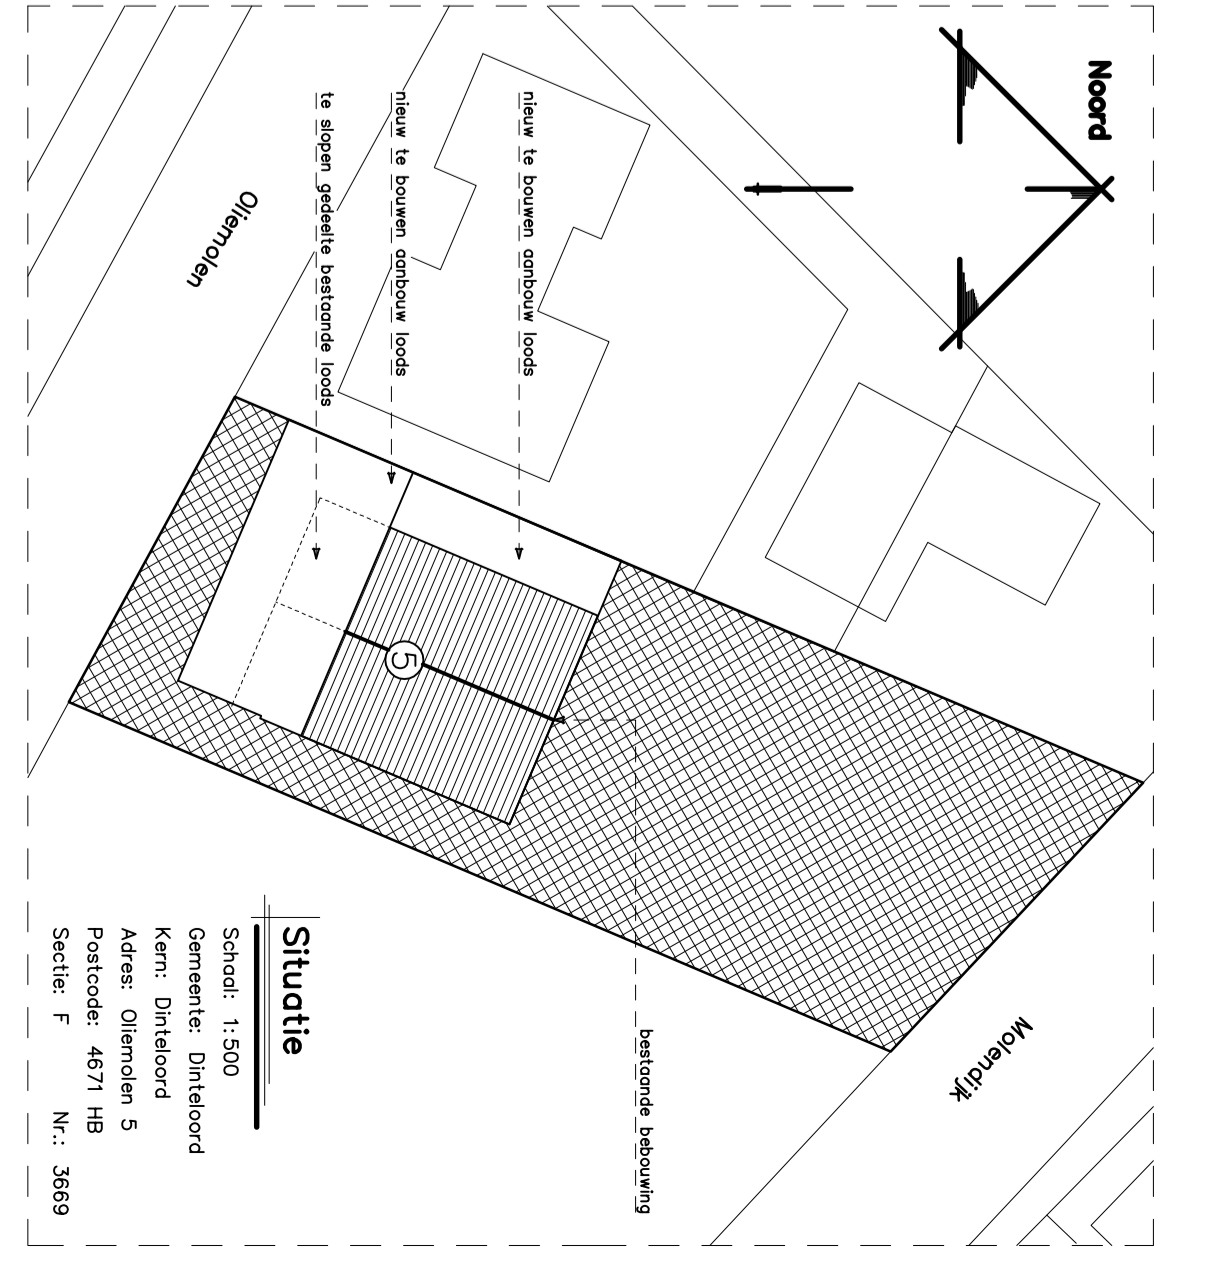 Noord
nieuw te bouwen aanbouw loods
nieuw te bouwen aanbouw loods
te slopen gedeelte bestaande loods
Oliemolen
5
Molendijk
bestaande bebouwing
Situatie
Schaal: 1:500
Gemeente: Dinteloord
Kern: Dinteloord
Adres: Oliemolen 5
Postcode: 4671 HB
Sectie: F Nr.: 3669